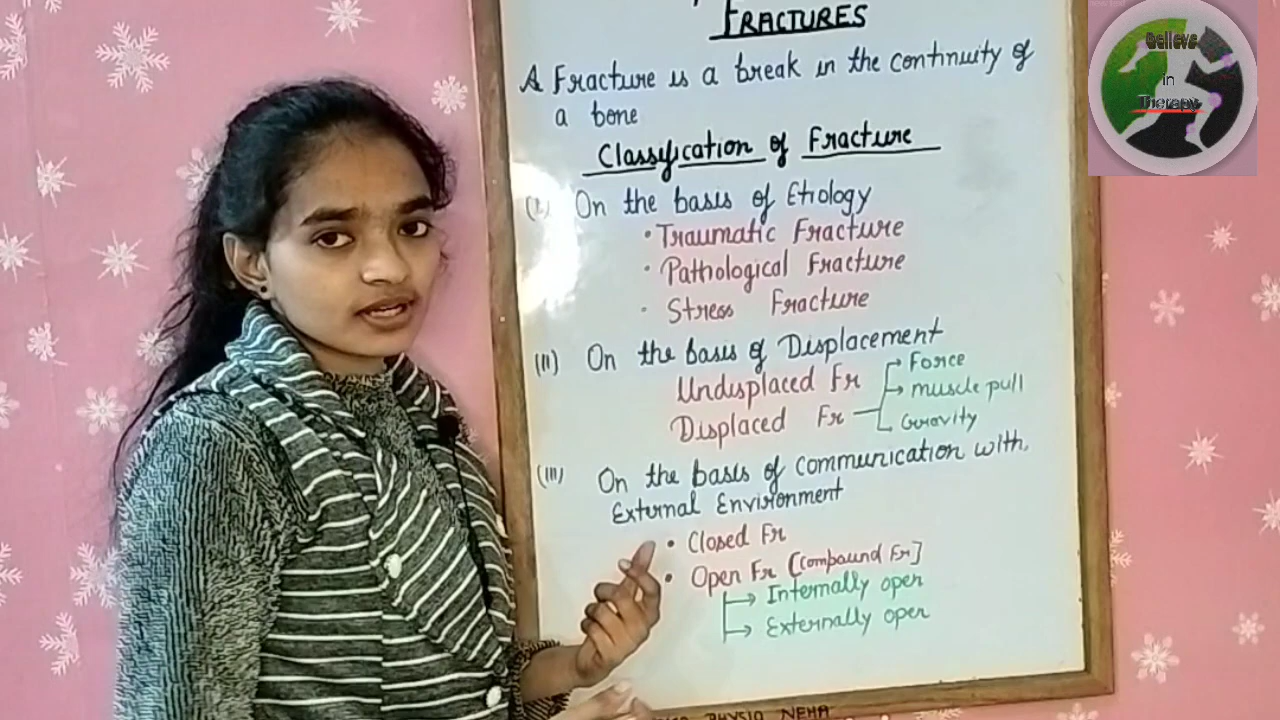 FRACTURES
A Fracture is a break in the continuity of
a bone
Classification of Fracture
(I) On the basis of Etiology
• Traumatic Fracture
• Pathological Fracture
• Stress Fracture
(II) On the basis of Displacement
Undisplaced Fr
Displaced Fr
Force
muscle pull
Gravity
(III) On the basis of communication with
External Environment
• Closed Fr
• Open Fr [Compound Fr]
Internally open
Externally open
PHYSIO NEHA
Believe
in
Therapy